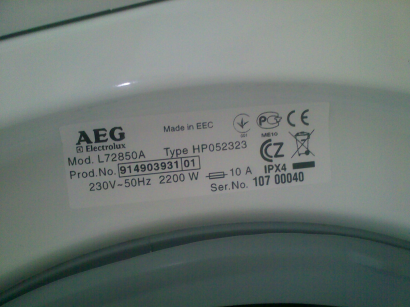 AEG
Electrolux
Made in EEC
Mod. L72850A Type HP052323
Prod.No. 914903931 01
230V~50Hz 2200 W 10 A IPX4
Ser.No. 107 00040